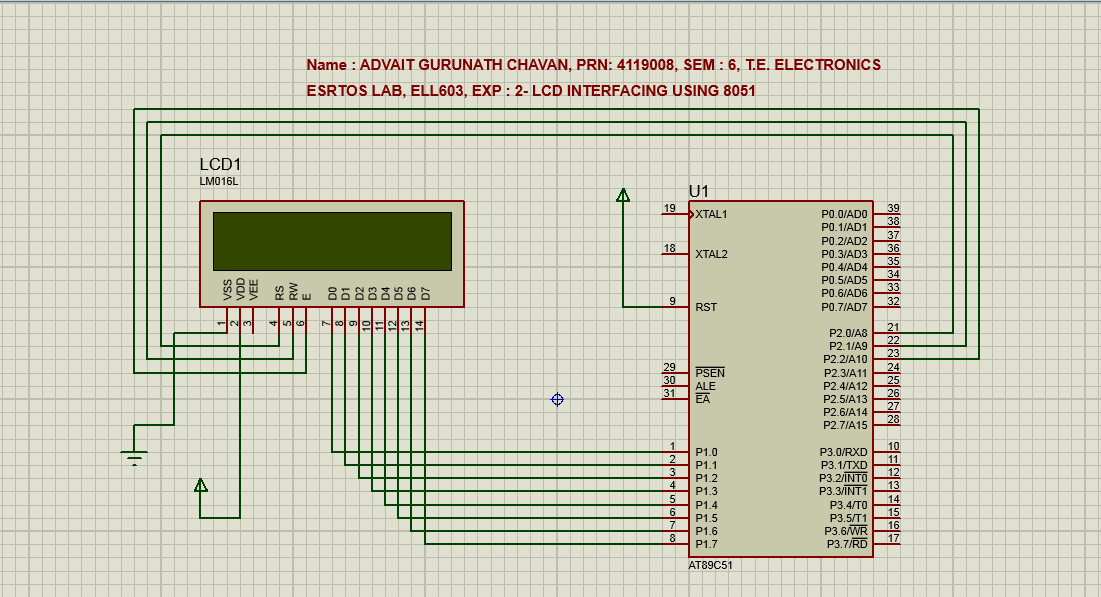 Name : ADVAIT GURUNATH CHAVAN, PRN: 4119008, SEM : 6, T.E. ELECTRONICS
ESRTOS LAB, ELL603, EXP : 2- LCD INTERFACING USING 8051
LCD1
LM016L
VSS VDD VEE RS RW E D0 D1 D2 D3 D4 D5 D6 D7
1 2 3 4 5 6 7 8 9 10 11 12 13 14
U1
19 XTAL1 P0.0/AD0 39
P0.1/AD1 38
P0.2/AD2 37
18 XTAL2 P0.3/AD3 36
P0.4/AD4 35
P0.5/AD5 34
P0.6/AD6 33
9 RST P0.7/AD7 32
P2.0/A8 21
P2.1/A9 22
P2.2/A10 23
29 PSEN P2.3/A11 24
30 ALE P2.4/A12 25
31 EA P2.5/A13 26
P2.6/A14 27
P2.7/A15 28
1 P1.0 P3.0/RXD 10
2 P1.1 P3.1/TXD 11
3 P1.2 P3.2/INT0 12
4 P1.3 P3.3/INT1 13
5 P1.4 P3.4/T0 14
6 P1.5 P3.5/T1 15
7 P1.6 P3.6/WR 16
8 P1.7 P3.7/RD 17
AT89C51